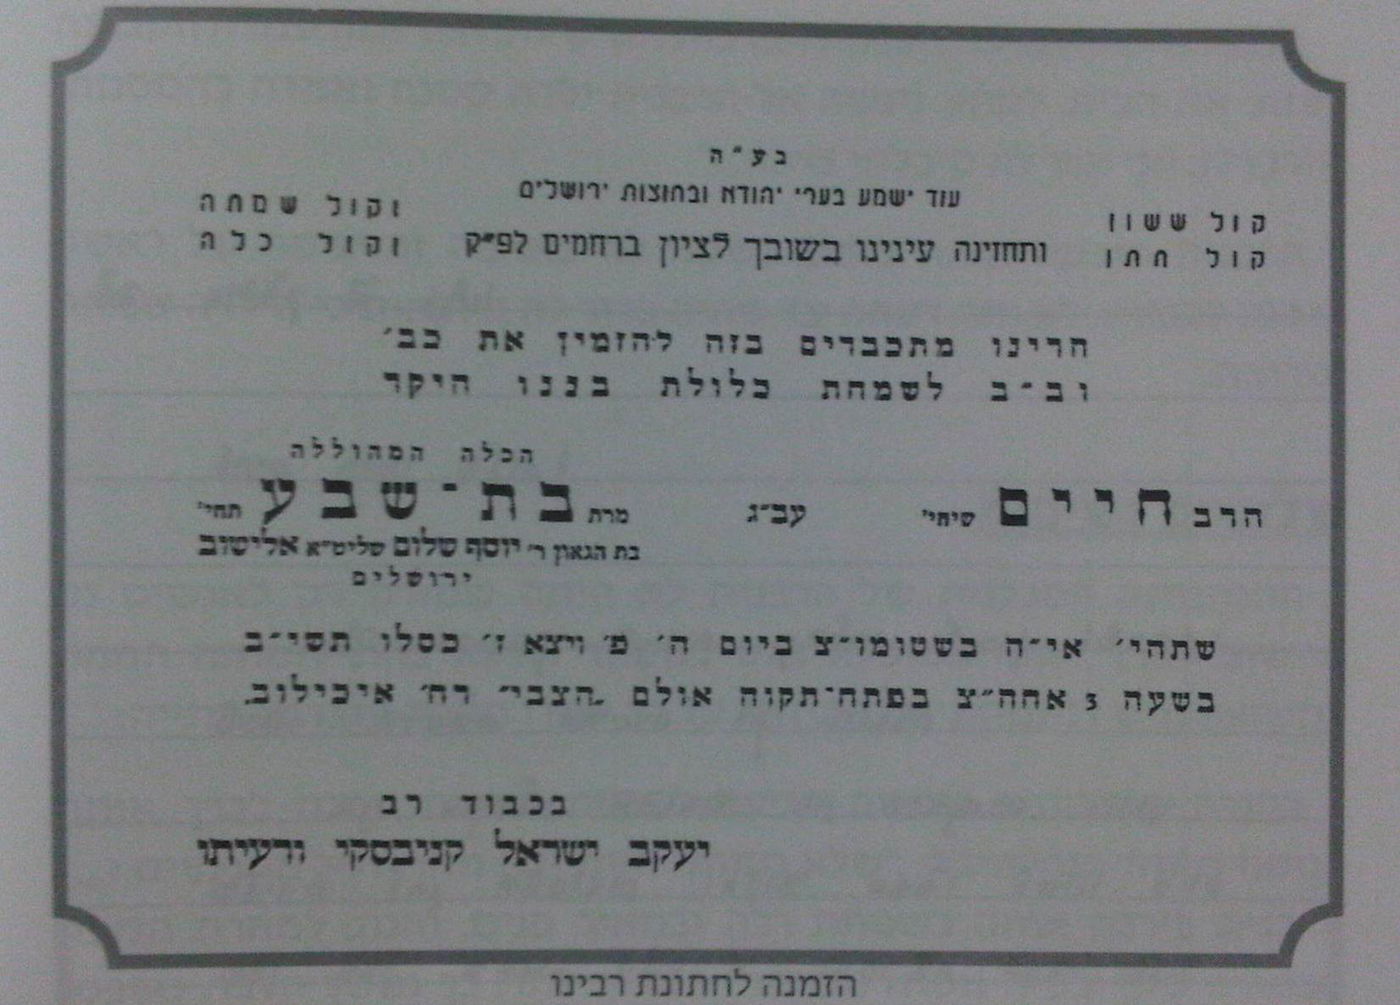 בע״ה
עוד ישמע בערי יהודא ובחוצות ירושלים
קול ששון
וקול שמחה
קול חתן
ותחזינה עינינו בשובך לציון ברחמים לפ״ק
וקול כלה
הרינו מתכבדים בזה להזמין את כב׳
וב״ב לשמחת כלולת בננו היקר
הכלה המהוללה
הרב חיים שיחי׳ עב״ג מרת בת־שבע תחי׳
בת הגאון ר׳ יוסף שלום שליט״א אלישוב
ירושלים
שתהי׳ אי״ה בשטומו״צ ביום ה׳ פ׳ ויצא ז׳ כסלו תשי״ב
בשעה 3 אחה״צ בפתח־תקוה אולם „הצבי״ רח׳ איכילוב.
בכבוד רב
יעקב ישראל קניבסקי ורעיתו
הזמנה לחתונת רבינו